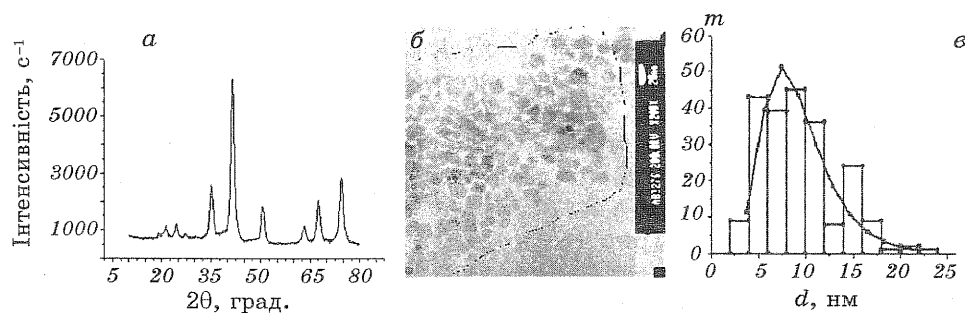 а
Інтенсивність, с⁻¹
7000
5000
3000
1000
5 20 35 50 65 80
2θ, град.
б
т
в
60
50
40
30
20
10
0
0 5 10 15 20 25
d, нм